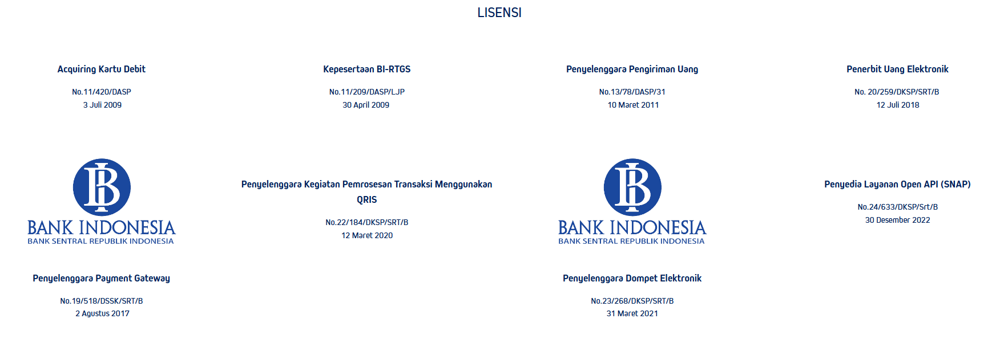 LISENSI
Acquiring Kartu Debit
No.11/420/DASP
3 Juli 2009
Kepesertaan BI-RTGS
No.11/209/DASP/LJP
30 April 2009
Penyelenggara Pengiriman Uang
No.13/78/DASP/31
10 Maret 2011
Penerbit Uang Elektronik
No. 20/259/DKSP/SRT/B
12 Juli 2018
BI
BANK INDONESIA
BANK SENTRAL REPUBLIK INDONESIA
Penyelenggara Payment Gateway
No.19/518/DSSK/SRT/B
2 Agustus 2017
Penyelenggara Kegiatan Pemrosesan Transaksi Menggunakan
QRIS
No.22/184/DKSP/SRT/B
12 Maret 2020
BI
BANK INDONESIA
BANK SENTRAL REPUBLIK INDONESIA
Penyelenggara Dompet Elektronik
No.23/268/DKSP/SRT/B
31 Maret 2021
Penyedia Layanan Open API (SNAP)
No.24/633/DKSP/Srt/B
30 Desember 2022